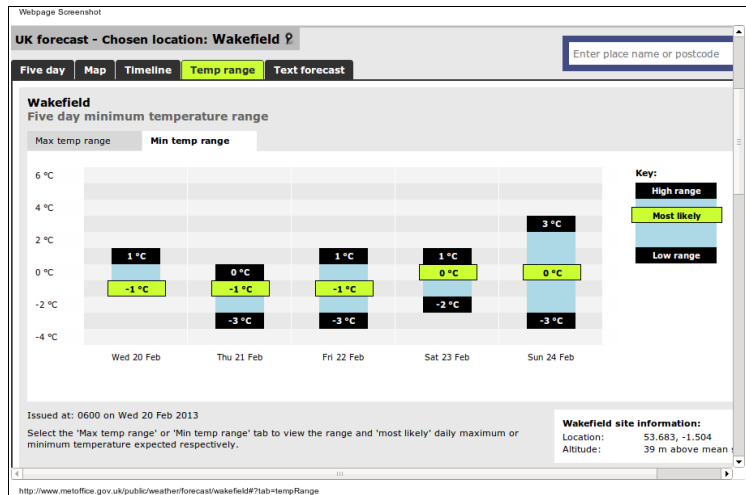 Webpage Screenshot
UK forecast - Chosen location: Wakefield
Enter place name or postcode
Five day Map Timeline Temp range Text forecast
Wakefield
Five day minimum temperature range
Max temp range Min temp range
Key:
High range
Most likely
Low range
6 °C
4 °C
2 °C
0 °C
-2 °C
-4 °C
1 °C
-1 °C
0 °C
-1 °C
-3 °C
1 °C
-1 °C
-3 °C
1 °C
0 °C
-2 °C
3 °C
0 °C
-3 °C
Wed 20 Feb Thu 21 Feb Fri 22 Feb Sat 23 Feb Sun 24 Feb
Issued at: 0600 on Wed 20 Feb 2013
Select the 'Max temp range' or 'Min temp range' tab to view the range and 'most likely' daily maximum or
minimum temperature expected respectively.
Wakefield site information:
Location: 53.683, -1.504
Altitude: 39 m above mean
http://www.metoffice.gov.uk/public/weather/forecast/wakefield#?tab=tempRange